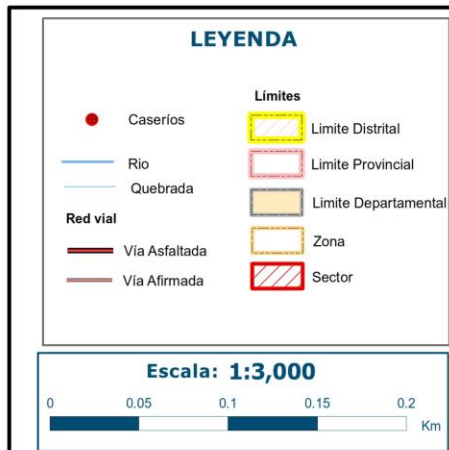 LEYENDA
Caseríos
Rio
Quebrada
Red vial
Vía Asfaltada
Vía Afirmada
Límites
Limite Distrital
Limite Provincial
Limite Departamental
Zona
Sector
Escala: 1:3,000
0 0.05 0.1 0.15 0.2
Km